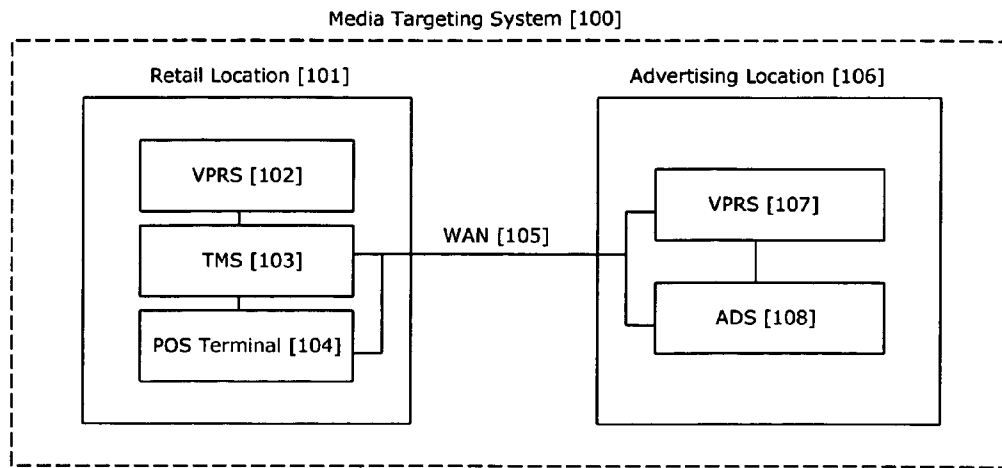 Media Targeting System [100]
Retail Location [101]
Advertising Location [106]
VPRS [102]
TMS [103]
POS Terminal [104]
WAN [105]
VPRS [107]
ADS [108]